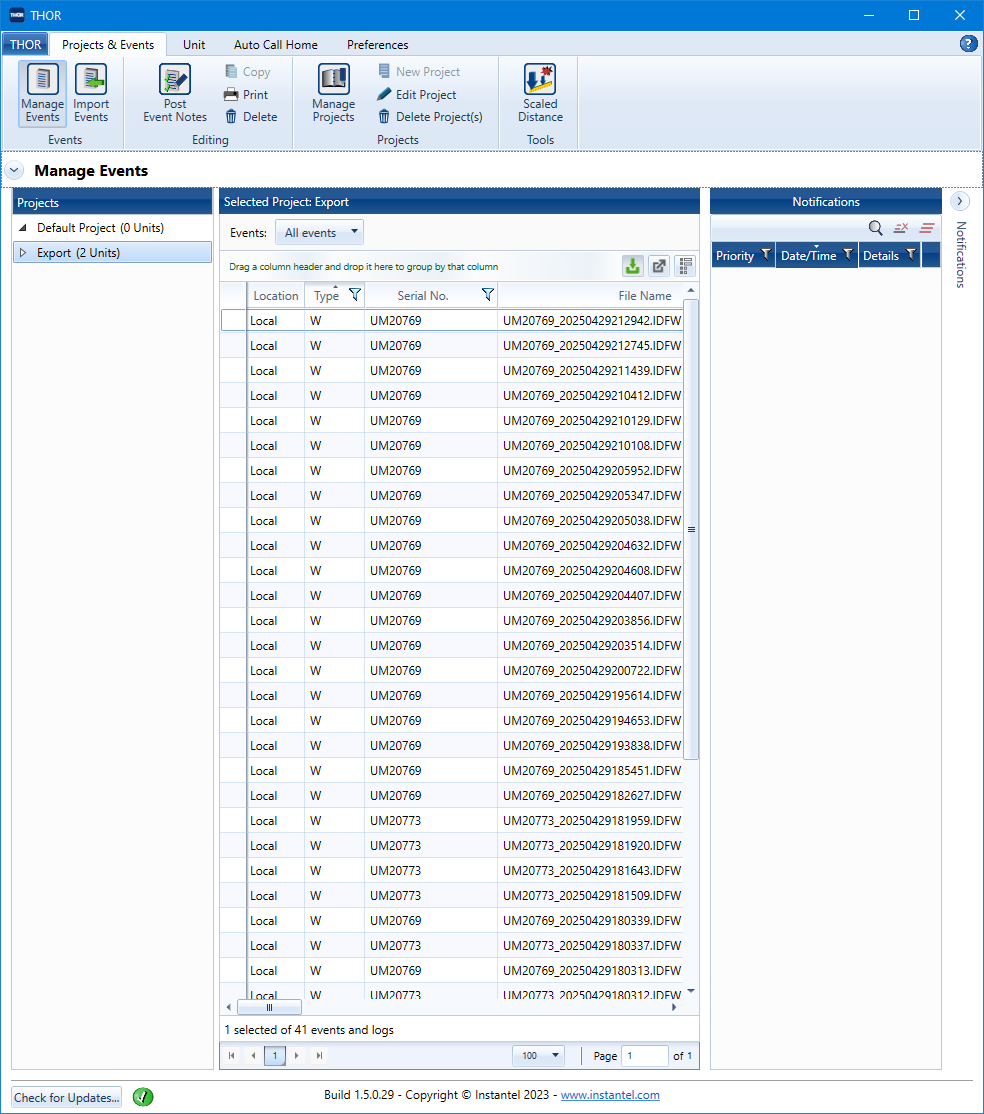 THOR
THOR Projects & Events Unit Auto Call Home Preferences
Manage Events
Import Events
Events
Post Event Notes
Copy
Print
Delete
Editing
Manage Projects
New Project
Edit Project
Delete Project(s)
Projects
Scaled Distance
Tools
Manage Events
Projects
Default Project (0 Units)
Export (2 Units)
Selected Project: Export
Events: All events
Drag a column header and drop it here to group by that column
Location Type Serial No. File Name
Local W UM20769 UM20769_20250429212942.IDFW
Local W UM20769 UM20769_20250429212745.IDFW
Local W UM20769 UM20769_20250429211439.IDFW
Local W UM20769 UM20769_20250429210412.IDFW
Local W UM20769 UM20769_20250429210129.IDFW
Local W UM20769 UM20769_20250429210108.IDFW
Local W UM20769 UM20769_20250429205952.IDFW
Local W UM20769 UM20769_20250429205347.IDFW
Local W UM20769 UM20769_20250429205038.IDFW
Local W UM20769 UM20769_20250429204632.IDFW
Local W UM20769 UM20769_20250429204608.IDFW
Local W UM20769 UM20769_20250429204407.IDFW
Local W UM20769 UM20769_20250429203856.IDFW
Local W UM20769 UM20769_20250429203514.IDFW
Local W UM20769 UM20769_20250429200722.IDFW
Local W UM20769 UM20769_20250429195614.IDFW
Local W UM20769 UM20769_20250429194653.IDFW
Local W UM20769 UM20769_20250429193838.IDFW
Local W UM20769 UM20769_20250429185451.IDFW
Local W UM20769 UM20769_20250429182627.IDFW
Local W UM20773 UM20773_20250429181959.IDFW
Local W UM20773 UM20773_20250429181920.IDFW
Local W UM20773 UM20773_20250429181643.IDFW
Local W UM20773 UM20773_20250429181509.IDFW
Local W UM20769 UM20769_20250429180339.IDFW
Local W UM20773 UM20773_20250429180337.IDFW
Local W UM20769 UM20769_20250429180313.IDFW
Local W UM20773 UM20773_20250429180312.IDFW
1 selected of 41 events and logs
1 100 Page 1 of 1
Notifications
Priority Date/Time Details
Notifications
Check for Updates...
Build 1.5.0.29 - Copyright © Instantel 2023 - www.instantel.com